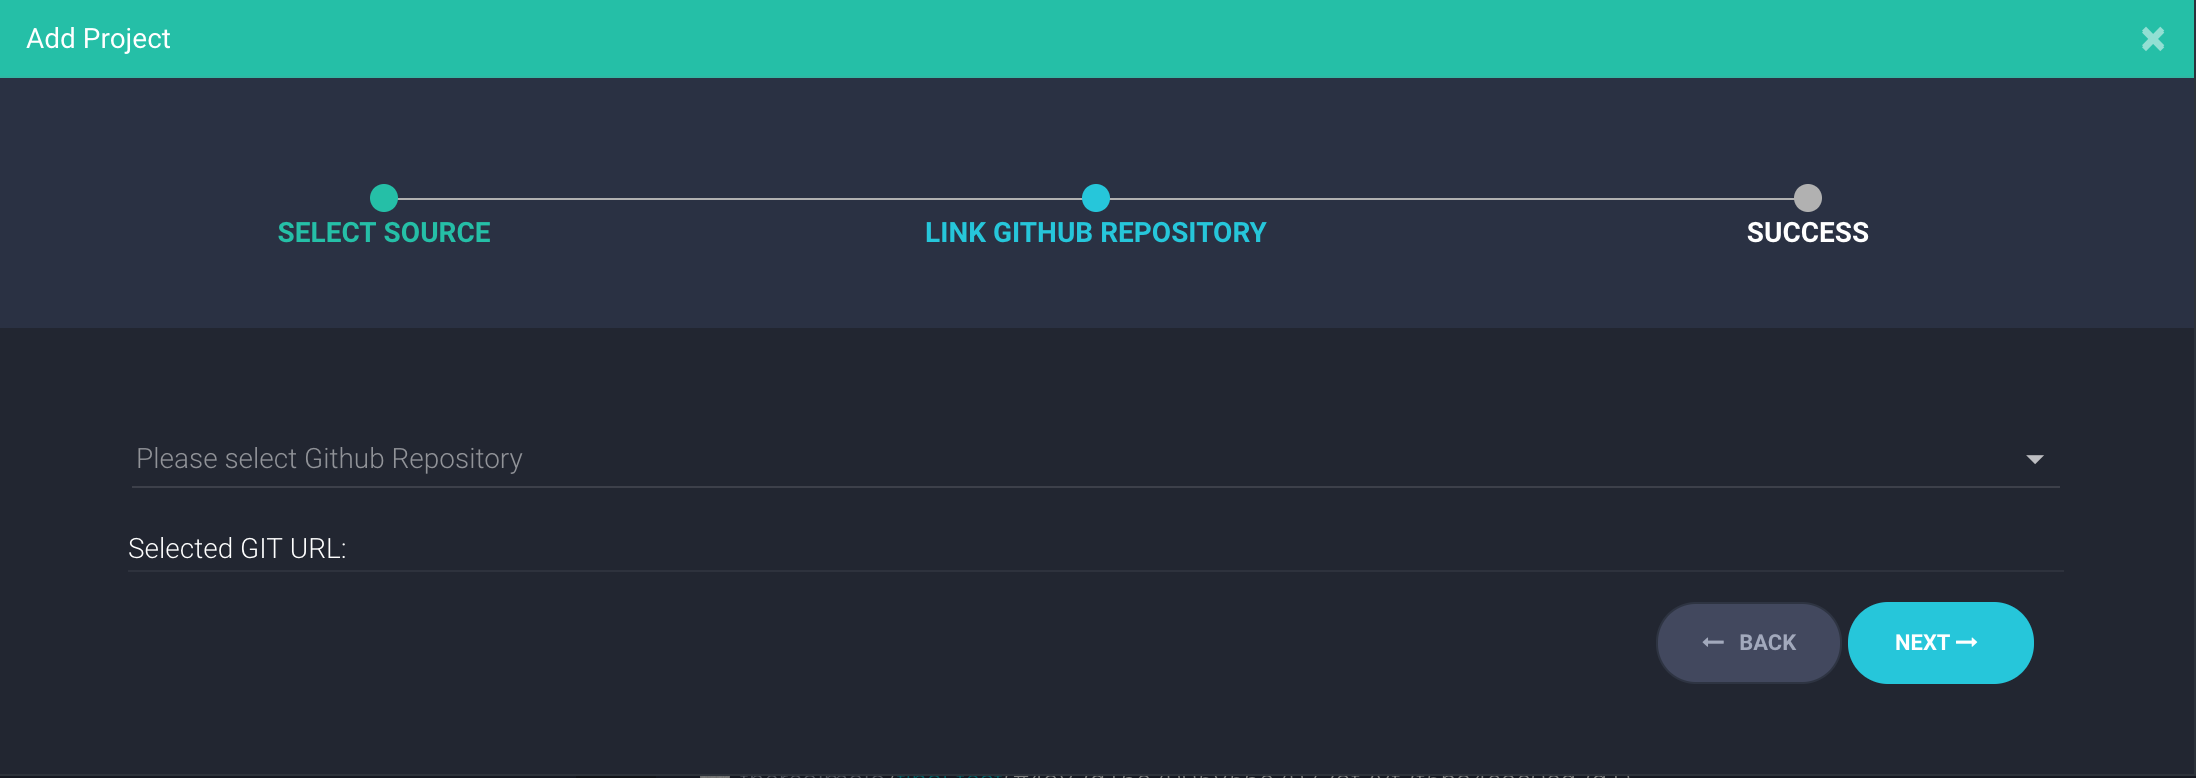 Add Project
SELECT SOURCE
LINK GITHUB REPOSITORY
SUCCESS
Please select Github Repository
Selected GIT URL:
BACK
NEXT